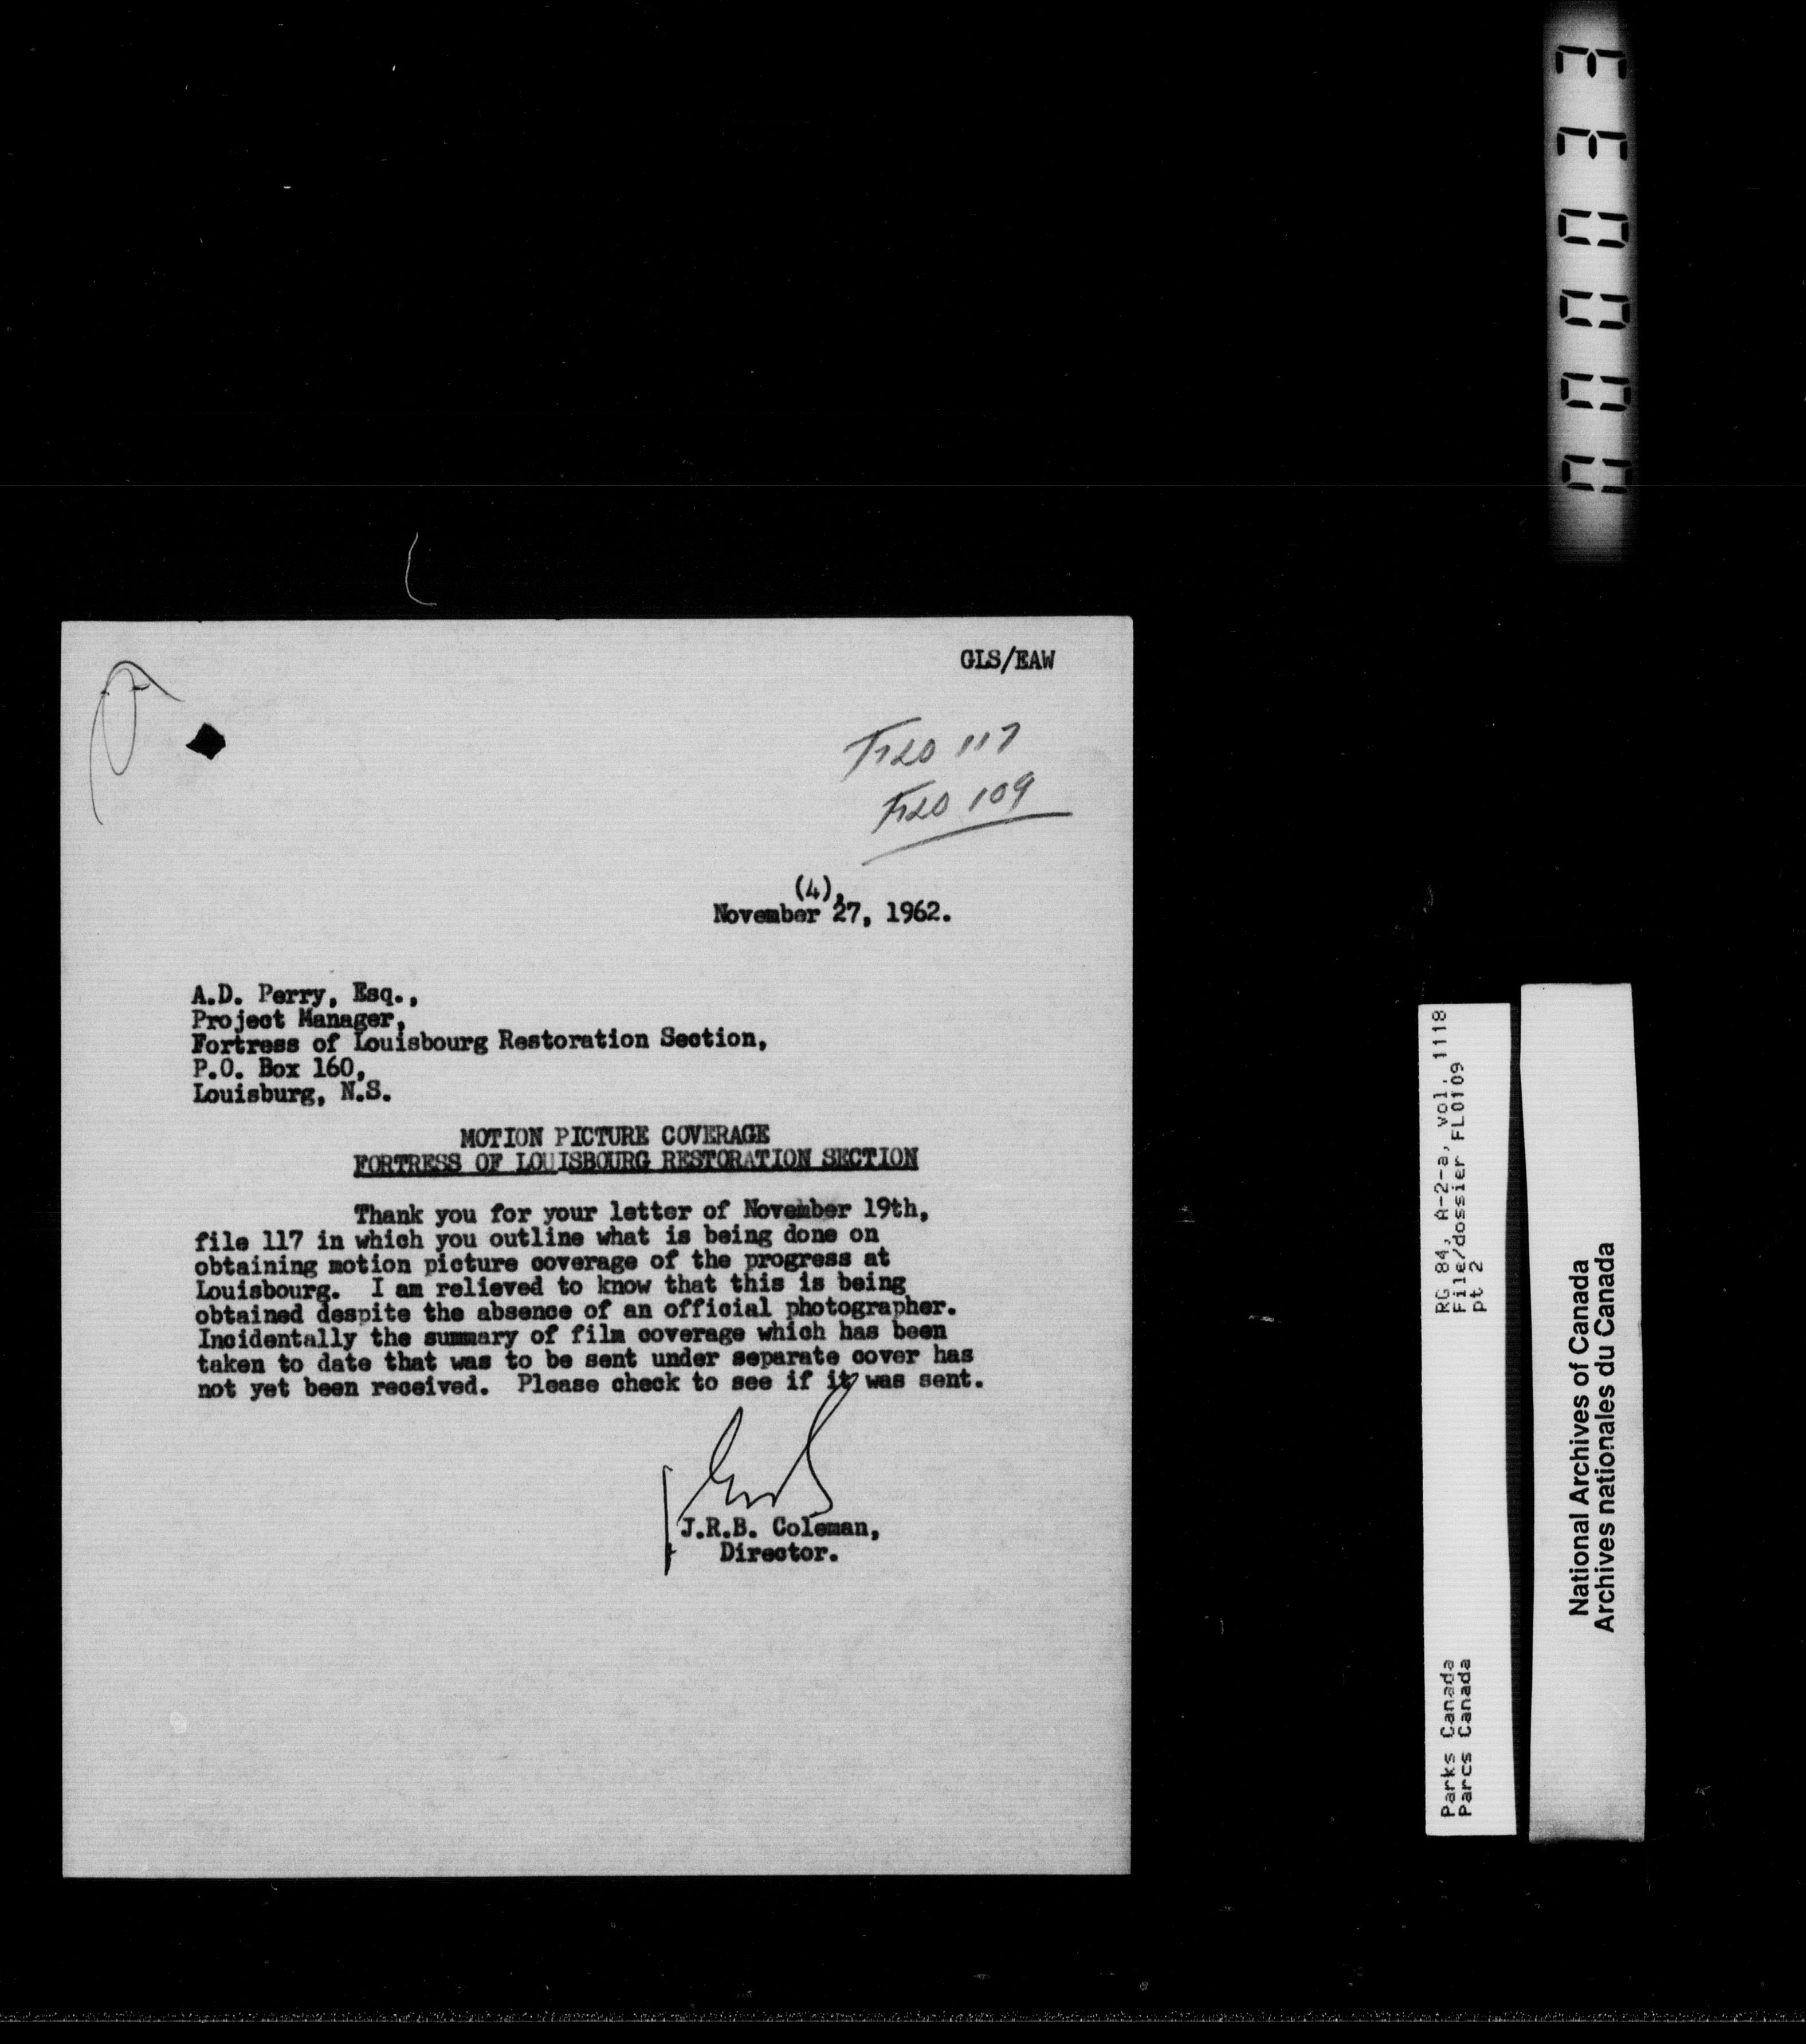 GLS/EAW
FLO 117
FLO 109
(4),
November 27, 1962.
A.D. Perry, Esq.,
Project Manager,
Fortress of Louisbourg Restoration Section,
P.O. Box 160,
Louisburg, N.S.
MOTION PICTURE COVERAGE
FORTRESS OF LOUISBOURG RESTORATION SECTION
Thank you for your letter of November 19th,
file 117 in which you outline what is being done on
obtaining motion picture coverage of the progress at
Louisbourg. I am relieved to know that this is being
obtained despite the absence of an official photographer.
Incidentally the summary of film coverage which has been
taken to date that was to be sent under separate cover has
not yet been received. Please check to see if it was sent.
J.R.B. Coleman,
Director.
Parks Canada
Parcs Canada
RG 84, A-2-a, vol. 1118
File/dossier FLO109
pt 2
National Archives of Canada
Archives nationales du Canada